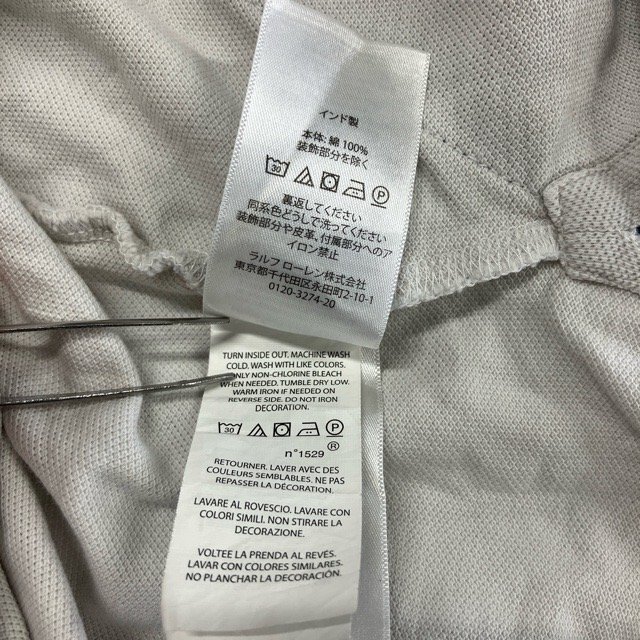 インド製
本体: 綿 100%
装飾部分を除く
30 P
裏返してください
同系色どうしで洗ってください
装飾部分や皮革、付属部分へのア
イロン禁止
ラルフ ローレン株式会社
東京都千代田区永田町2-10-1
0120-3274-20
TURN INSIDE OUT. MACHINE WASH
COLD. WASH WITH LIKE COLORS.
ONLY NON-CHLORINE BLEACH
WHEN NEEDED. TUMBLE DRY LOW.
WARM IRON IF NEEDED ON
REVERSE SIDE. DO NOT IRON
DECORATION.
30 P
n°1529 ®
RETOURNER. LAVER AVEC DES
COULEURS SEMBLABLES. NE PAS
REPASSER LA DÉCORATION.
LAVARE AL ROVESCIO. LAVARE CON
COLORI SIMILI. NON STIRARE LA
DECORAZIONE.
VOLTEE LA PRENDA AL REVÉS.
LAVAR CON COLORES SIMILARES.
NO PLANCHAR LA DECORACIÓN.